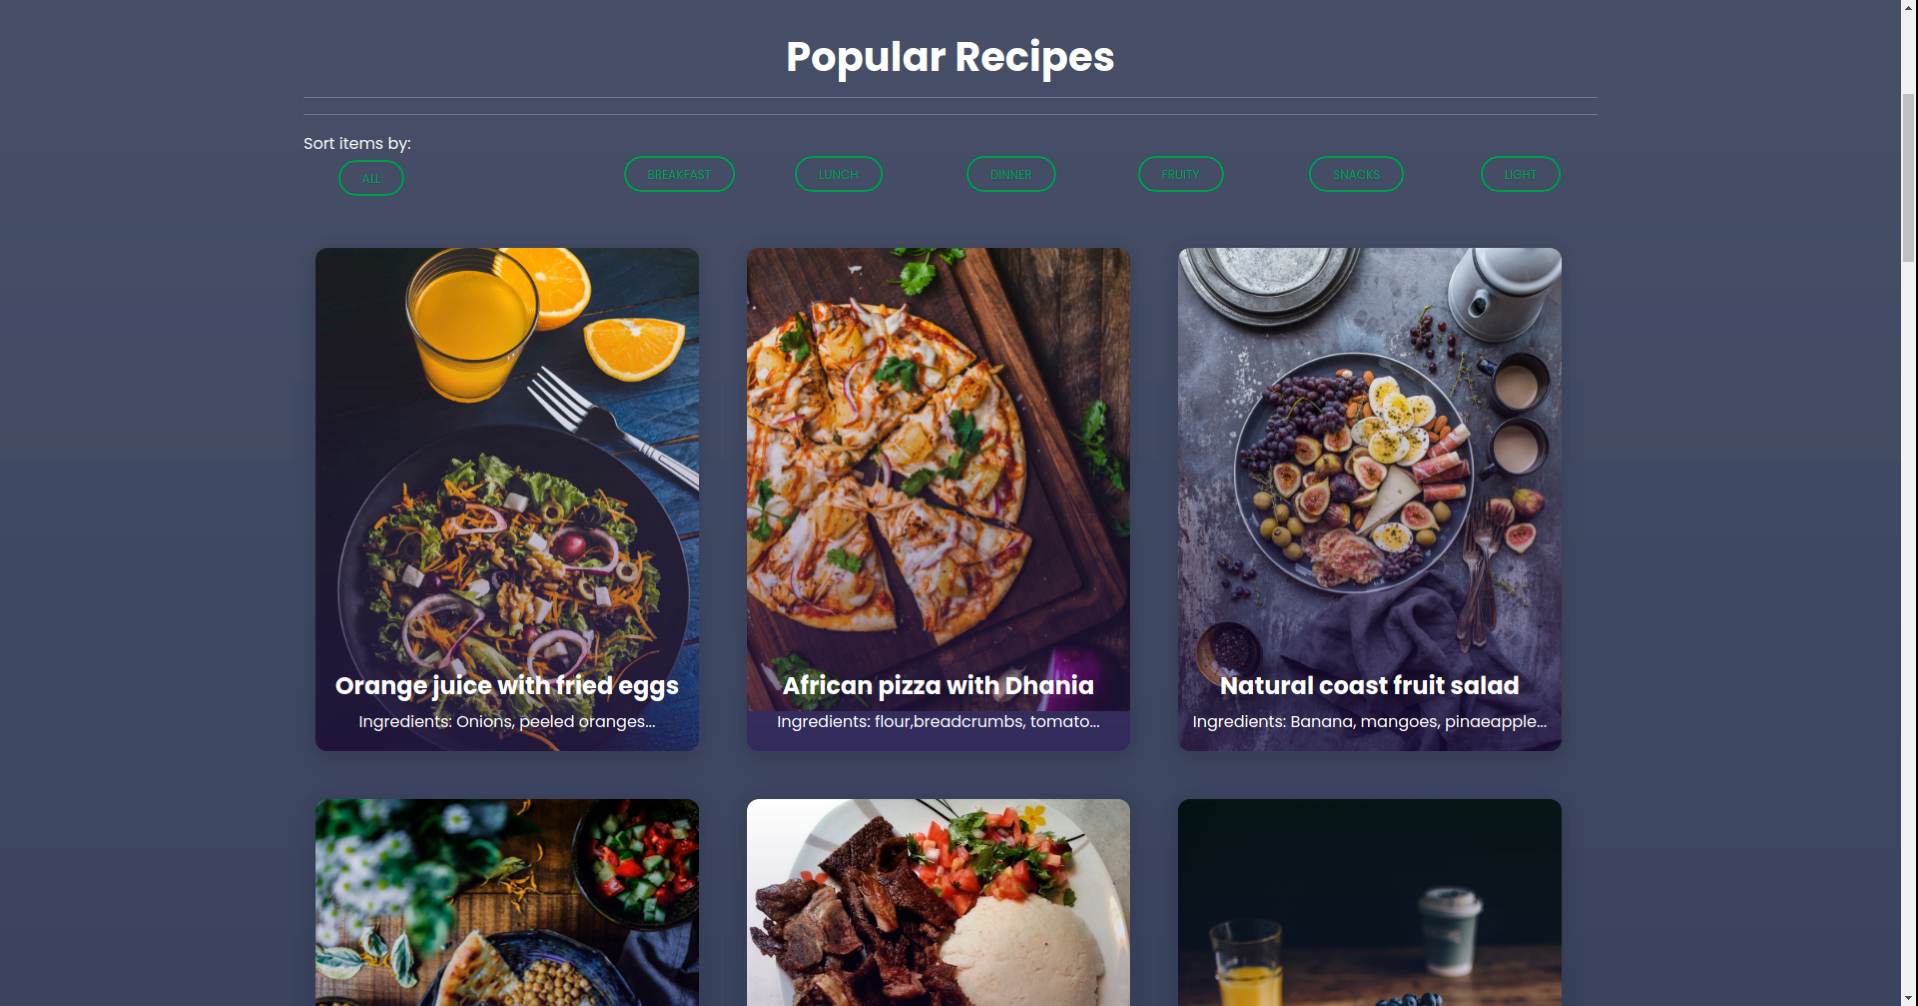 Popular Recipes
Sort items by:
ALL
BREAKFAST
LUNCH
DINNER
FRUITY
SNACKS
LIGHT
Orange juice with fried eggs
Ingredients: Onions, peeled oranges...
African pizza with Dhania
Ingredients: flour,breadcrumbs, tomato...
Natural coast fruit salad
Ingredients: Banana, mangoes, pinaeapple...